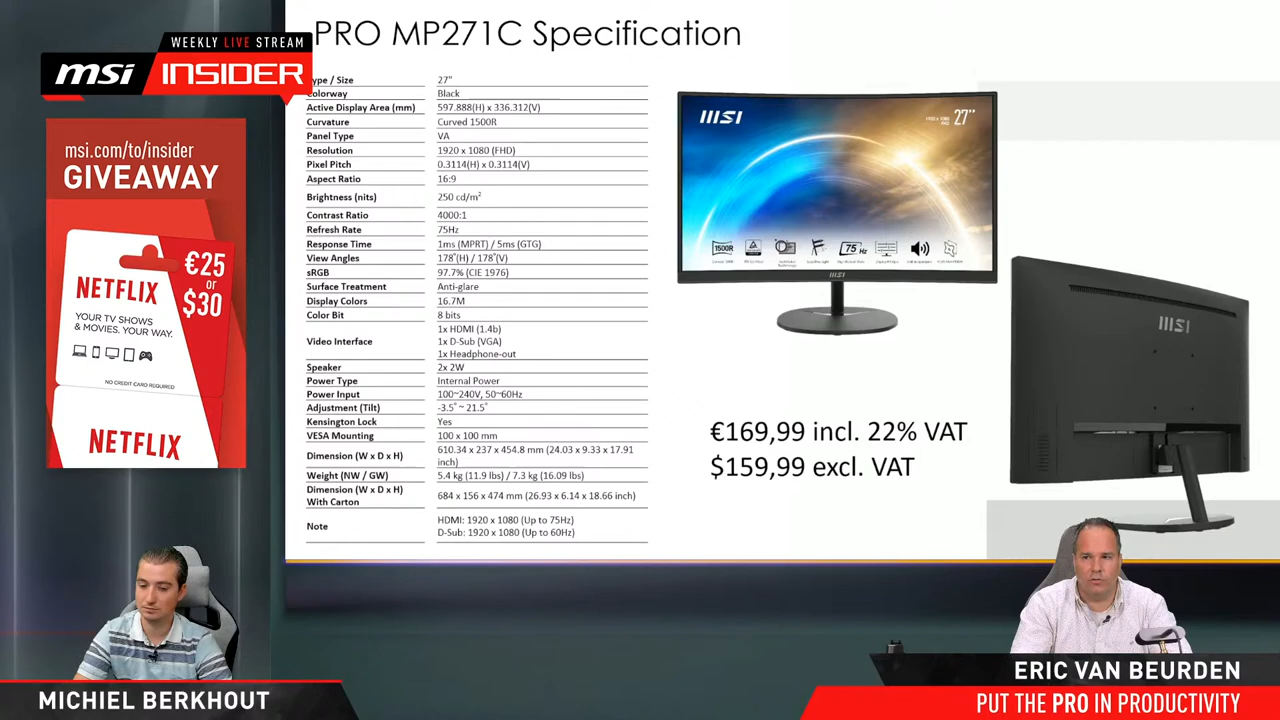 WEEKLY LIVE STREAM
msi INSIDER
msi.com/to/insider
GIVEAWAY
€25
or
$30
NETFLIX
YOUR TV SHOWS
& MOVIES. YOUR WAY.
NO CREDIT CARD REQUIRED
NETFLIX
PRO MP271C Specification
ype / Size 27"
Colorway Black
Active Display Area (mm) 597.888(H) x 336.312(V)
Curvature Curved 1500R
Panel Type VA
Resolution 1920 x 1080 (FHD)
Pixel Pitch 0.3114(H) x 0.3114(V)
Aspect Ratio 16:9
Brightness (nits) 250 cd/m²
Contrast Ratio 4000:1
Refresh Rate 75Hz
Response Time 1ms (MPRT) / 5ms (GTG)
View Angles 178°(H) / 178°(V)
sRGB 97.7% (CIE 1976)
Surface Treatment Anti-glare
Display Colors 16.7M
Color Bit 8 bits
Video Interface 1x HDMI (1.4b)
1x D-Sub (VGA)
1x Headphone-out
Speaker 2x 2W
Power Type Internal Power
Power Input 100~240V, 50~60Hz
Adjustment (Tilt) -3.5° ~ 21.5°
Kensington Lock Yes
VESA Mounting 100 x 100 mm
Dimension (W x D x H) 610.34 x 237 x 454.8 mm (24.03 x 9.33 x 17.91
inch)
Weight (NW / GW) 5.4 kg (11.9 lbs) / 7.3 kg (16.09 lbs)
Dimension (W x D x H)
With Carton 684 x 156 x 474 mm (26.93 x 6.14 x 18.66 inch)
Note HDMI: 1920 x 1080 (Up to 75Hz)
D-Sub: 1920 x 1080 (Up to 60Hz)
msi
27"
1500R
75 Hz
msi
msi
€169,99 incl. 22% VAT
$159,99 excl. VAT
MICHIEL BERKHOUT
ERIC VAN BEURDEN
PUT THE PRO IN PRODUCTIVITY